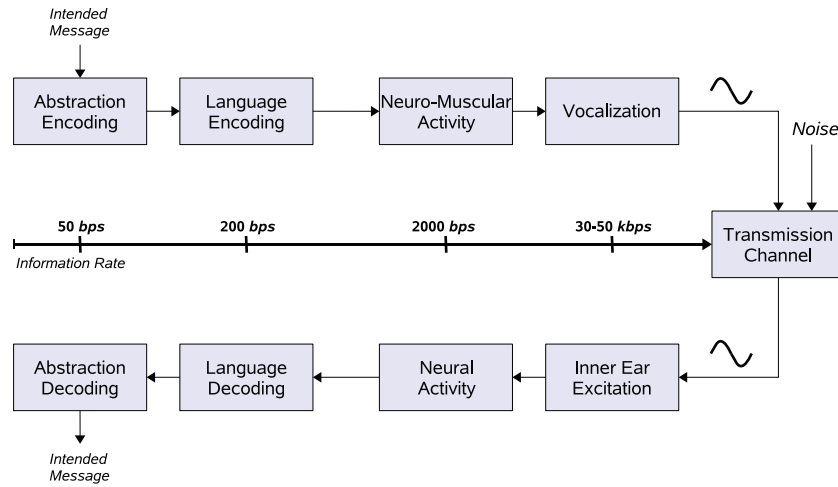 Intended
Message
Abstraction
Encoding
Language
Encoding
Neuro-Muscular
Activity
Vocalization
Noise
50 bps
200 bps
2000 bps
30-50 kbps
Information Rate
Transmission
Channel
Abstraction
Decoding
Language
Decoding
Neural
Activity
Inner Ear
Excitation
Intended
Message